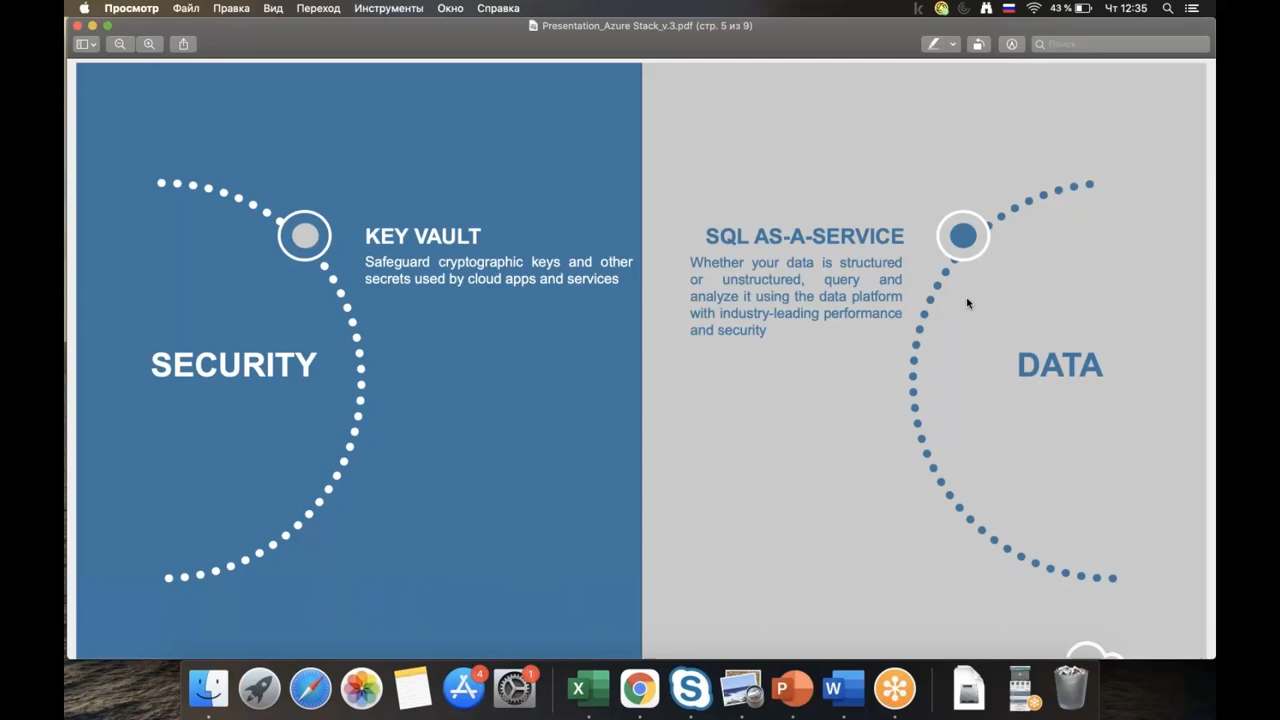 Просмотр Файл Правка Вид Переход Инструменты Окно Справка 43 % Чт 12:35
Presentation_Azure Stack_v.3.pdf (стр. 5 из 9)
Поиск
KEY VAULT
Safeguard cryptographic keys and other
secrets used by cloud apps and services
SECURITY
SQL AS-A-SERVICE
Whether your data is structured
or unstructured, query and
analyze it using the data platform
with industry-leading performance
and security
DATA
4
1
X
S
P
W